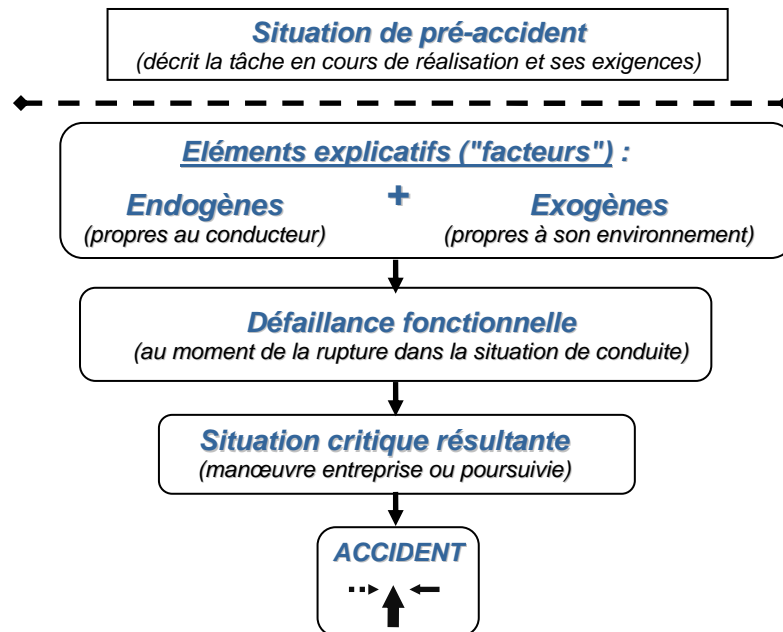 Situation de pré-accident
(décrit la tâche en cours de réalisation et ses exigences)
Eléments explicatifs ("facteurs") :
+
Endogènes
(propres au conducteur)
Exogènes
(propres à son environnement)
Défaillance fonctionnelle
(au moment de la rupture dans la situation de conduite)
Situation critique résultante
(manœuvre entreprise ou poursuivie)
ACCIDENT